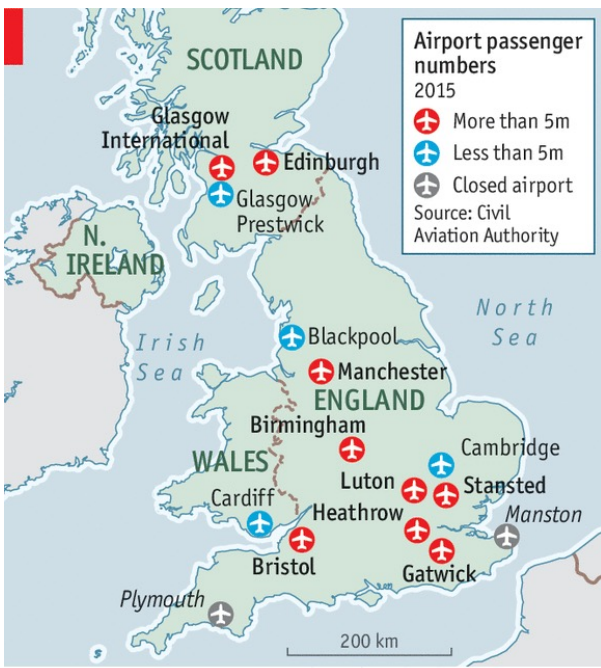 Airport passenger
numbers
2015
More than 5m
Less than 5m
Closed airport
Source: Civil
Aviation Authority
SCOTLAND
Glasgow
International
Edinburgh
Glasgow
Prestwick
N.
IRELAND
North
Sea
Irish
Sea
Blackpool
Manchester
ENGLAND
Birmingham
WALES
Cambridge
Luton
Stansted
Cardiff
Heathrow
Manston
Bristol
Gatwick
Plymouth
200 km